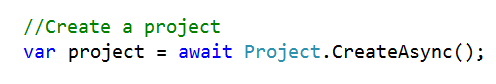 //Create a project
var project = await Project.CreateAsync();